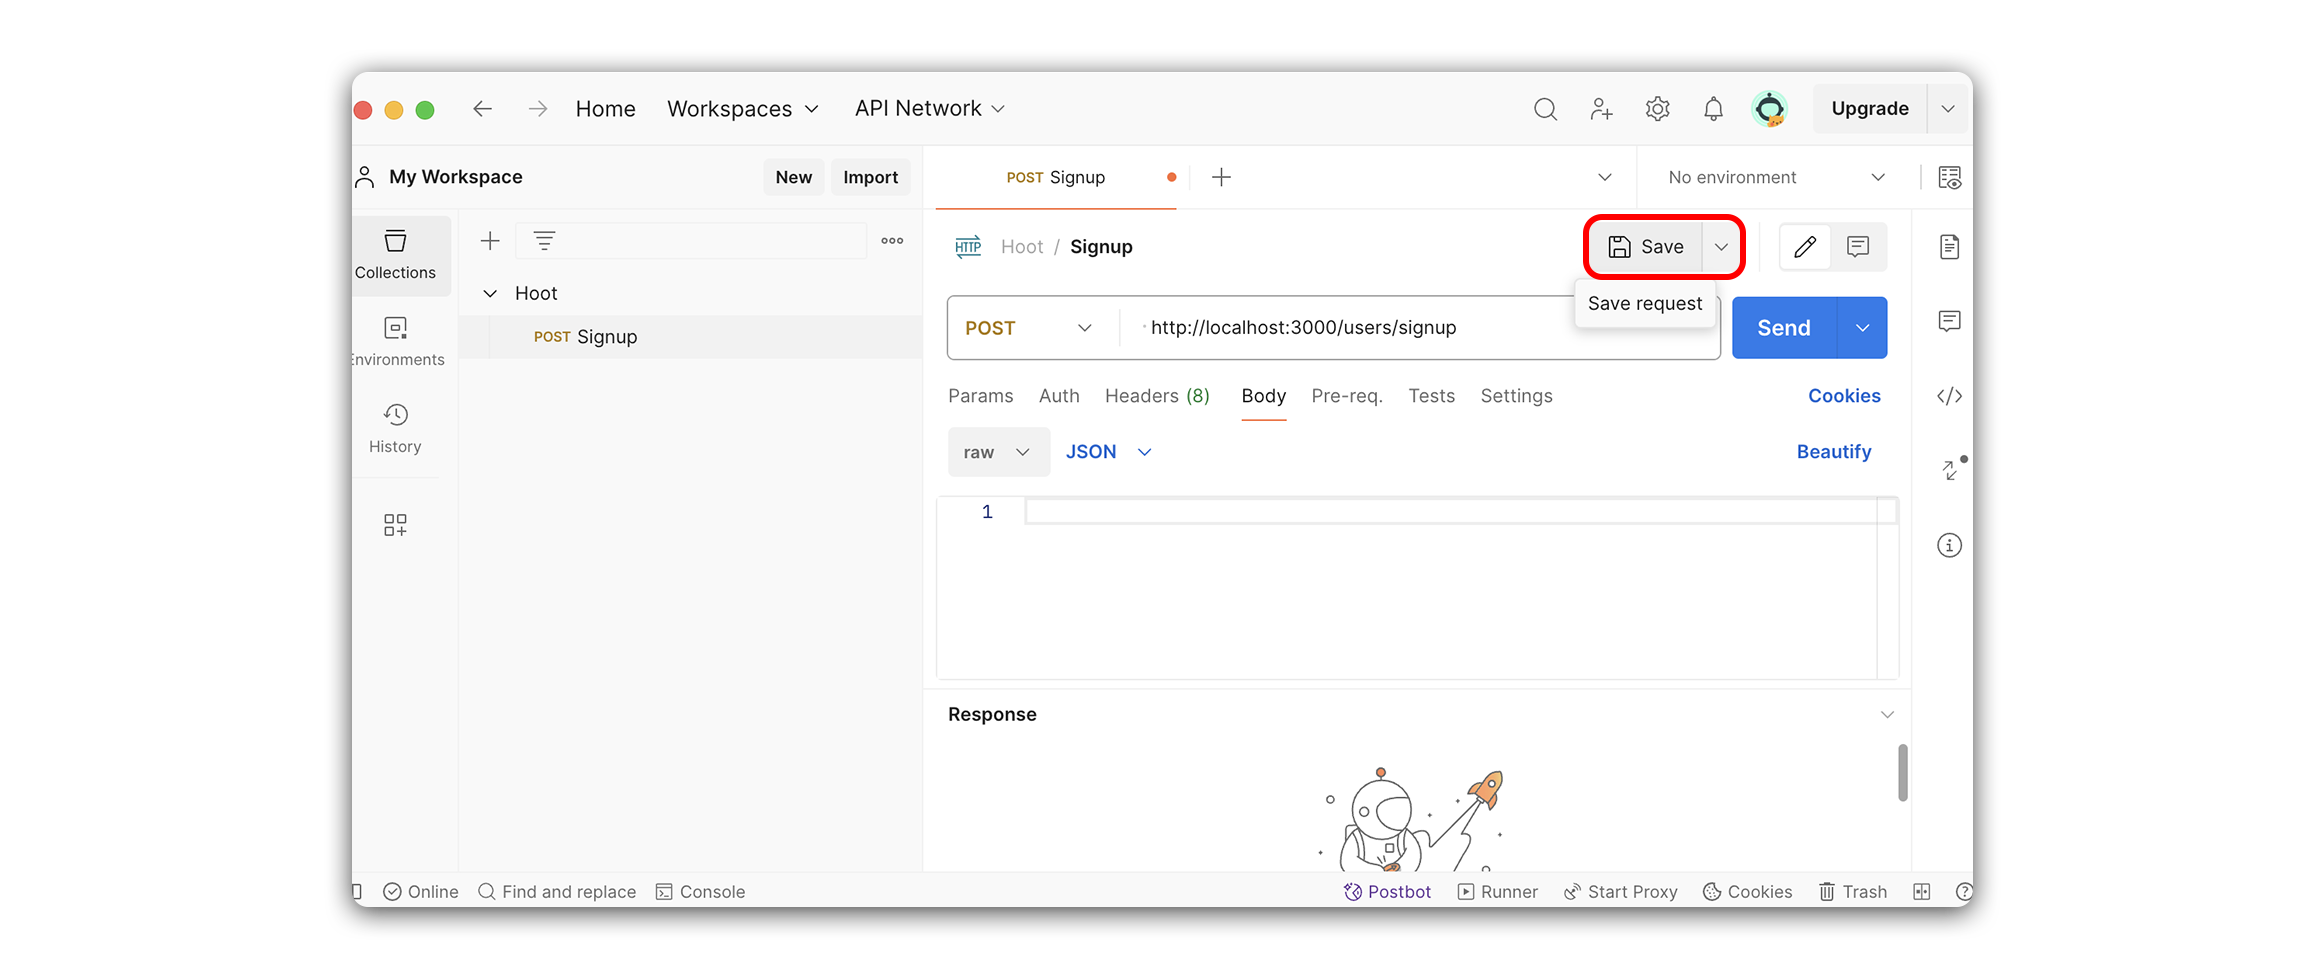 Home Workspaces API Network Upgrade
My Workspace New Import POST Signup No environment
Collections
HTTP Hoot / Signup Save
Save request
Hoot
POST Signup
POST http://localhost:3000/users/signup Send
Environments
History
Params Auth Headers (8) Body Pre-req. Tests Settings Cookies
raw JSON Beautify
1
Response
Online Find and replace Console Postbot Runner Start Proxy Cookies Trash